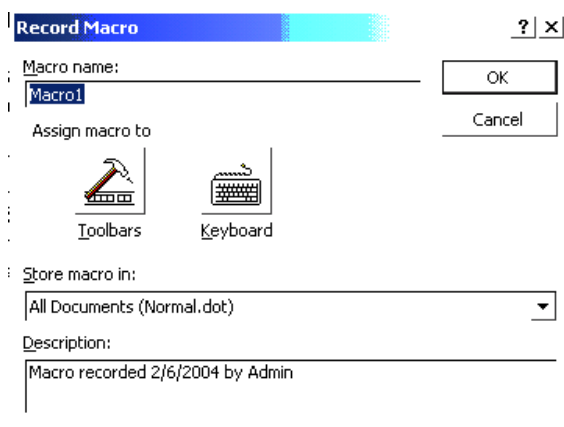 Record Macro
Macro name:
OK
Macro1
Cancel
Assign macro to
Toolbars Keyboard
Store macro in:
All Documents (Normal.dot)
Description:
Macro recorded 2/6/2004 by Admin